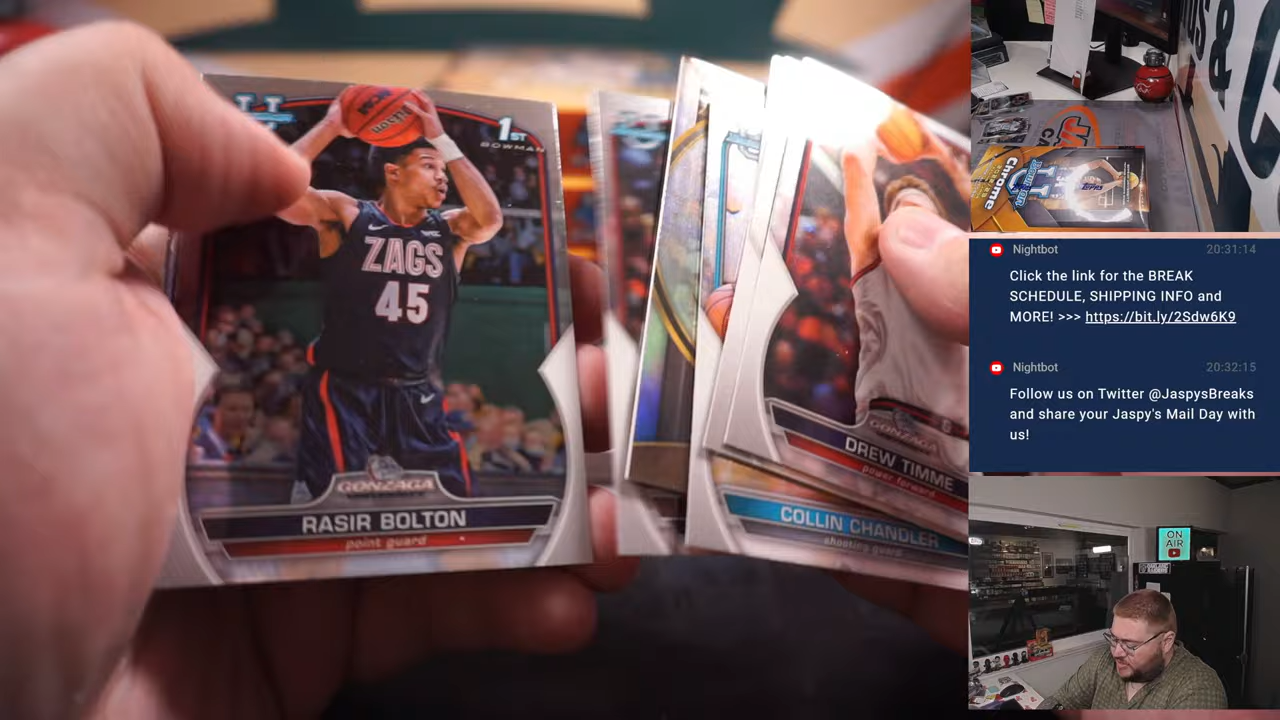 U
1ST
BOWMAN
ZAGS
45
GONZAGA
RASIR BOLTON
point guard
GONZAGA
DREW TIMME
power forward
COLLIN CHANDLER
shooting guard
Chrome
&
Nightbot 20:31:14
Click the link for the BREAK
SCHEDULE, SHIPPING INFO and
MORE! >>> https://bit.ly/2Sdw6K9
Nightbot 20:32:15
Follow us on Twitter @JaspysBreaks
and share your Jaspy's Mail Day with
us!
ON
AIR